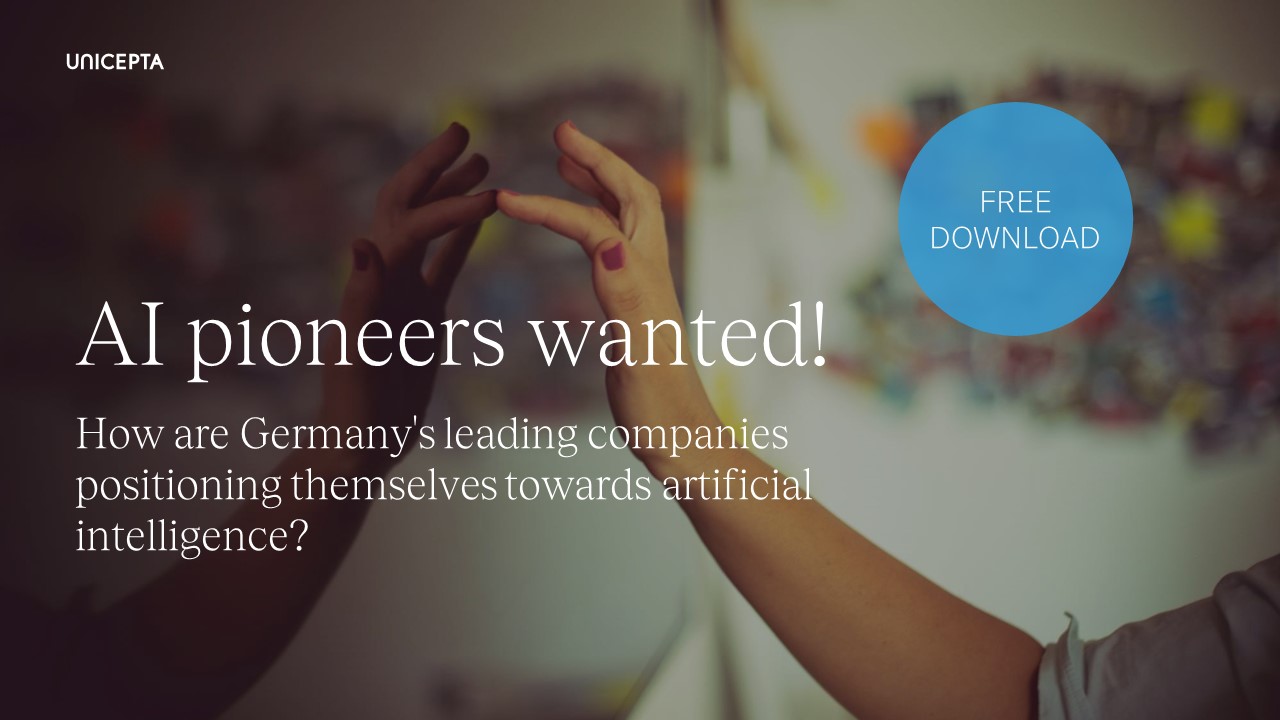 UNICEPTA
FREE
DOWNLOAD
AI pioneers wanted!
How are Germany's leading companies
positioning themselves towards artificial
intelligence?